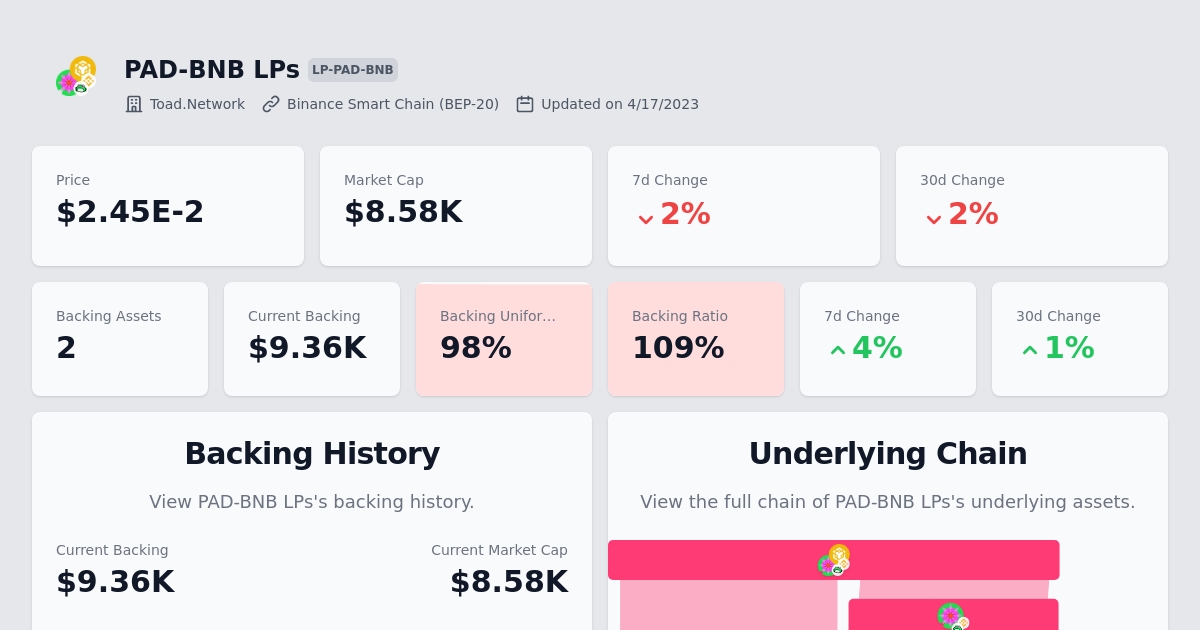 PAD-BNB LPs LP-PAD-BNB
Toad.Network Binance Smart Chain (BEP-20) Updated on 4/17/2023
Price Market Cap 7d Change 30d Change
$2.45E-2 $8.58K 2% 2%
Backing Assets Current Backing Backing Unifor... Backing Ratio 7d Change 30d Change
2 $9.36K 98% 109% 4% 1%
Backing History
View PAD-BNB LPs's backing history.
Current Backing Current Market Cap
$9.36K $8.58K
Underlying Chain
View the full chain of PAD-BNB LPs's underlying assets.